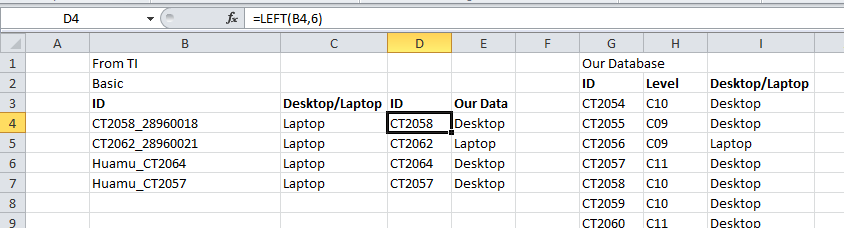 D4 fx =LEFT(B4,6)
A B C D E F G H I
1 From TI Our Database
2 Basic ID Level Desktop/Laptop
3 ID Desktop/Laptop ID Our Data CT2054 C10 Desktop
4 CT2058_28960018 Laptop CT2058 Desktop CT2055 C09 Desktop
5 CT2062_28960021 Laptop CT2062 Laptop CT2056 C09 Laptop
6 Huamu_CT2064 Laptop CT2064 Desktop CT2057 C11 Desktop
7 Huamu_CT2057 Laptop CT2057 Desktop CT2058 C10 Desktop
8 CT2059 C10 Desktop
9 CT2060 C11 Desktop